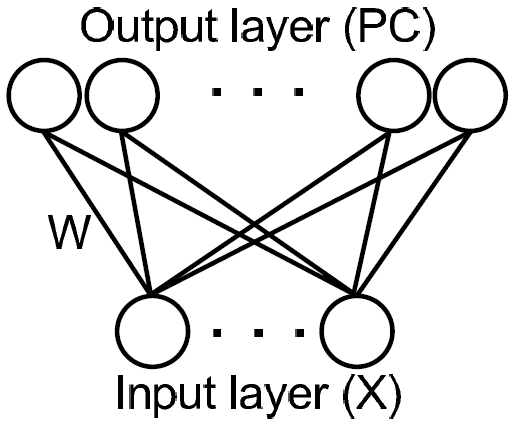 Output layer (PC)
. . .
W
. . .
Input layer (X)